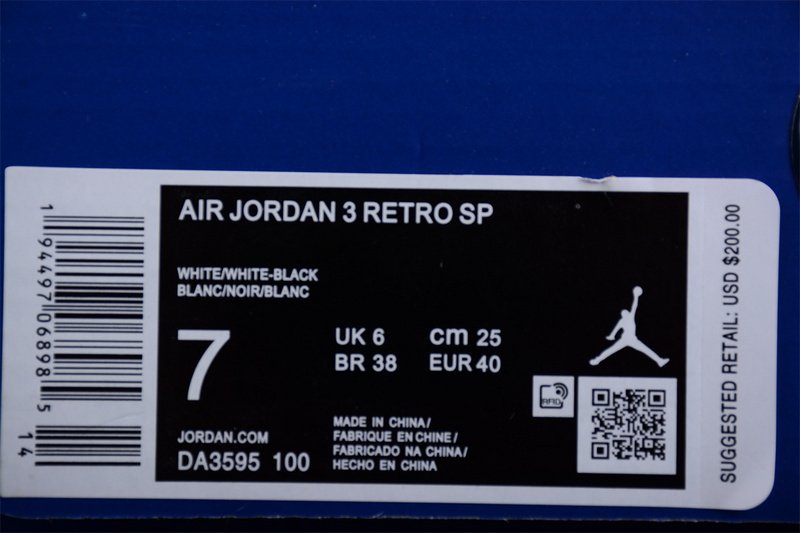 AIR JORDAN 3 RETRO SP
WHITE/WHITE-BLACK
BLANC/NOIR/BLANC
7
UK 6 cm 25
BR 38 EUR 40
RFID
JORDAN.COM
DA3595 100
MADE IN CHINA/
FABRIQUE EN CHINE/
FABRICADO NA CHINA/
HECHO EN CHINA
1 94497 06898 5 14
SUGGESTED RETAIL: USD $200.00